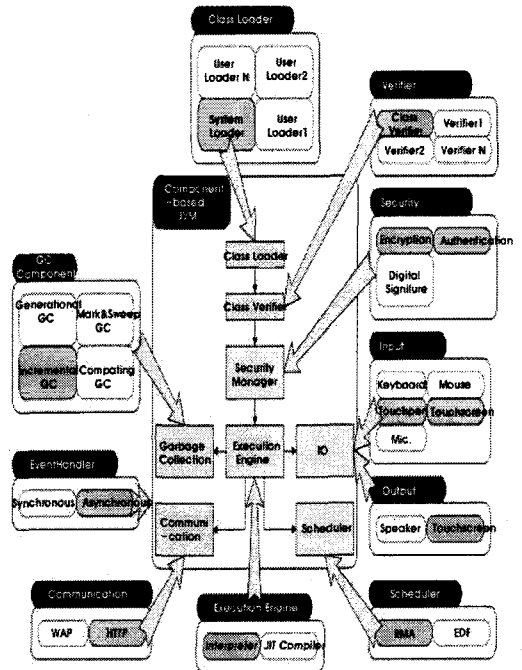 Class Loader
User
Loader N
User
Loader2
System
Loader
User
Loader1
Verifier
Class
Verifier
Verifier1
Verifier2
Verifier N
Component
-based
JVM
Security
Encryption
Authentication
Digital
Signifure
Class Loader
Class Verifier
Security
Manager
GC
Component
Generational
GC
Mark&Sweep
GC
Incremental
GC
Compating
GC
Input
Keyboard
Mouse
Touchpen
Touchscreen
Mic.
Garbage
Collection
Execution
Engine
IO
EventHandler
Synchronous
Asynchronous
Output
Speaker
Touchscreen
Communi
-cation
Scheduler
Communication
WAP
HTTP
Execution Engine
Interpreter
JIT Compiler
Scheduler
RMA
EDF